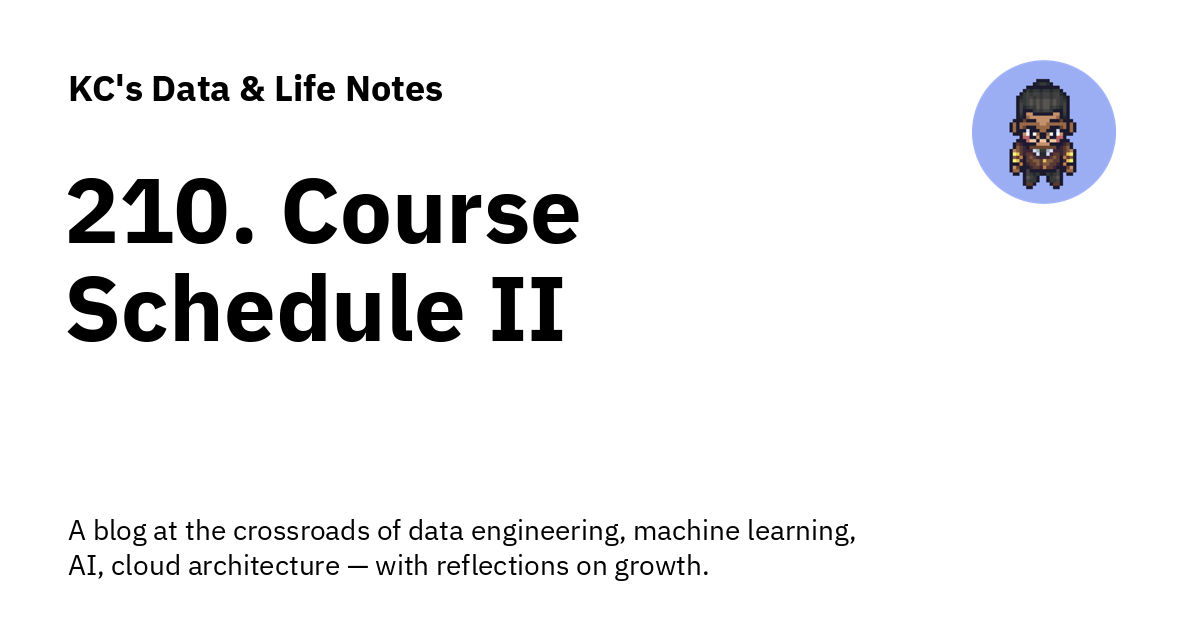 KC's Data & Life Notes
210. Course
Schedule II
A blog at the crossroads of data engineering, machine learning,
AI, cloud architecture — with reflections on growth.